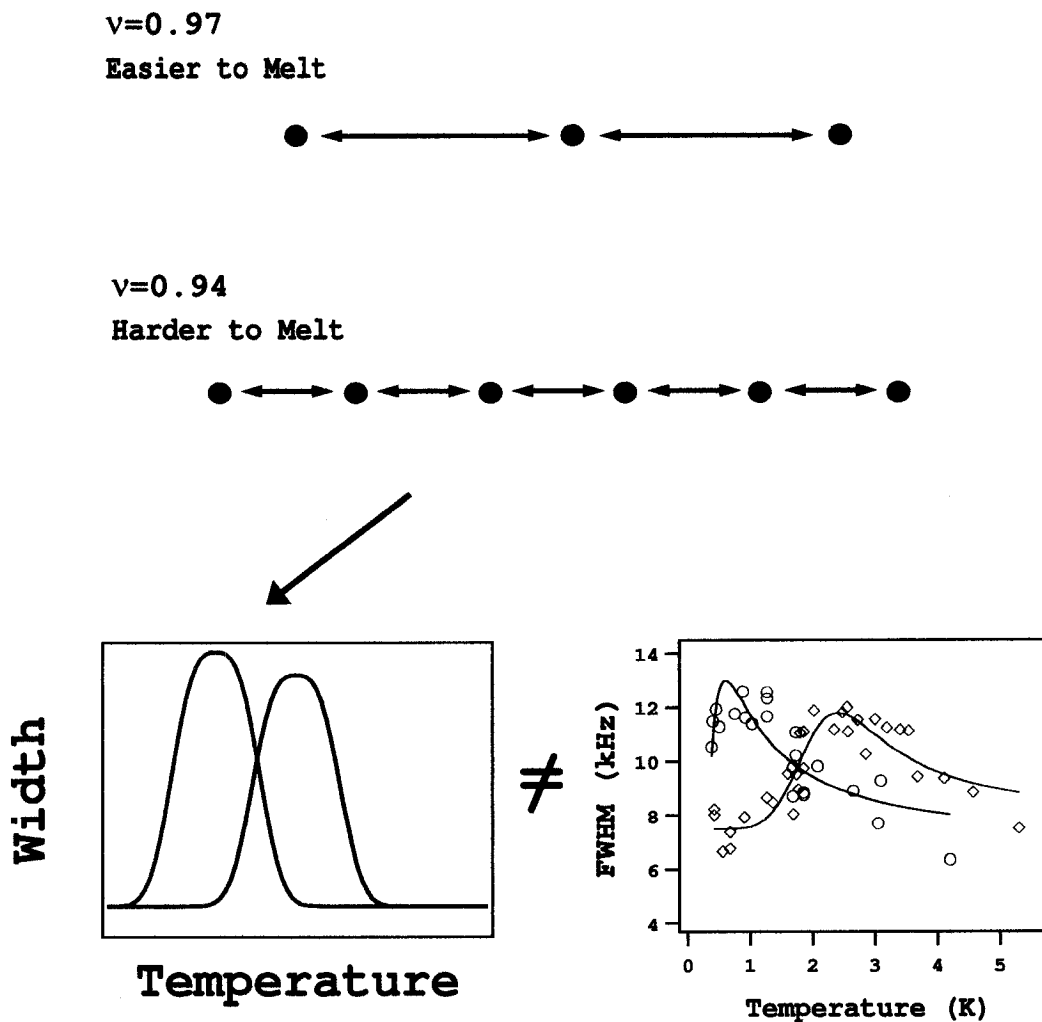 ν=0.97
Easier to Melt
ν=0.94
Harder to Melt
Width
Temperature
≠
FWHM (kHz)
14
12
10
8
6
4
0 1 2 3 4 5
Temperature (K)